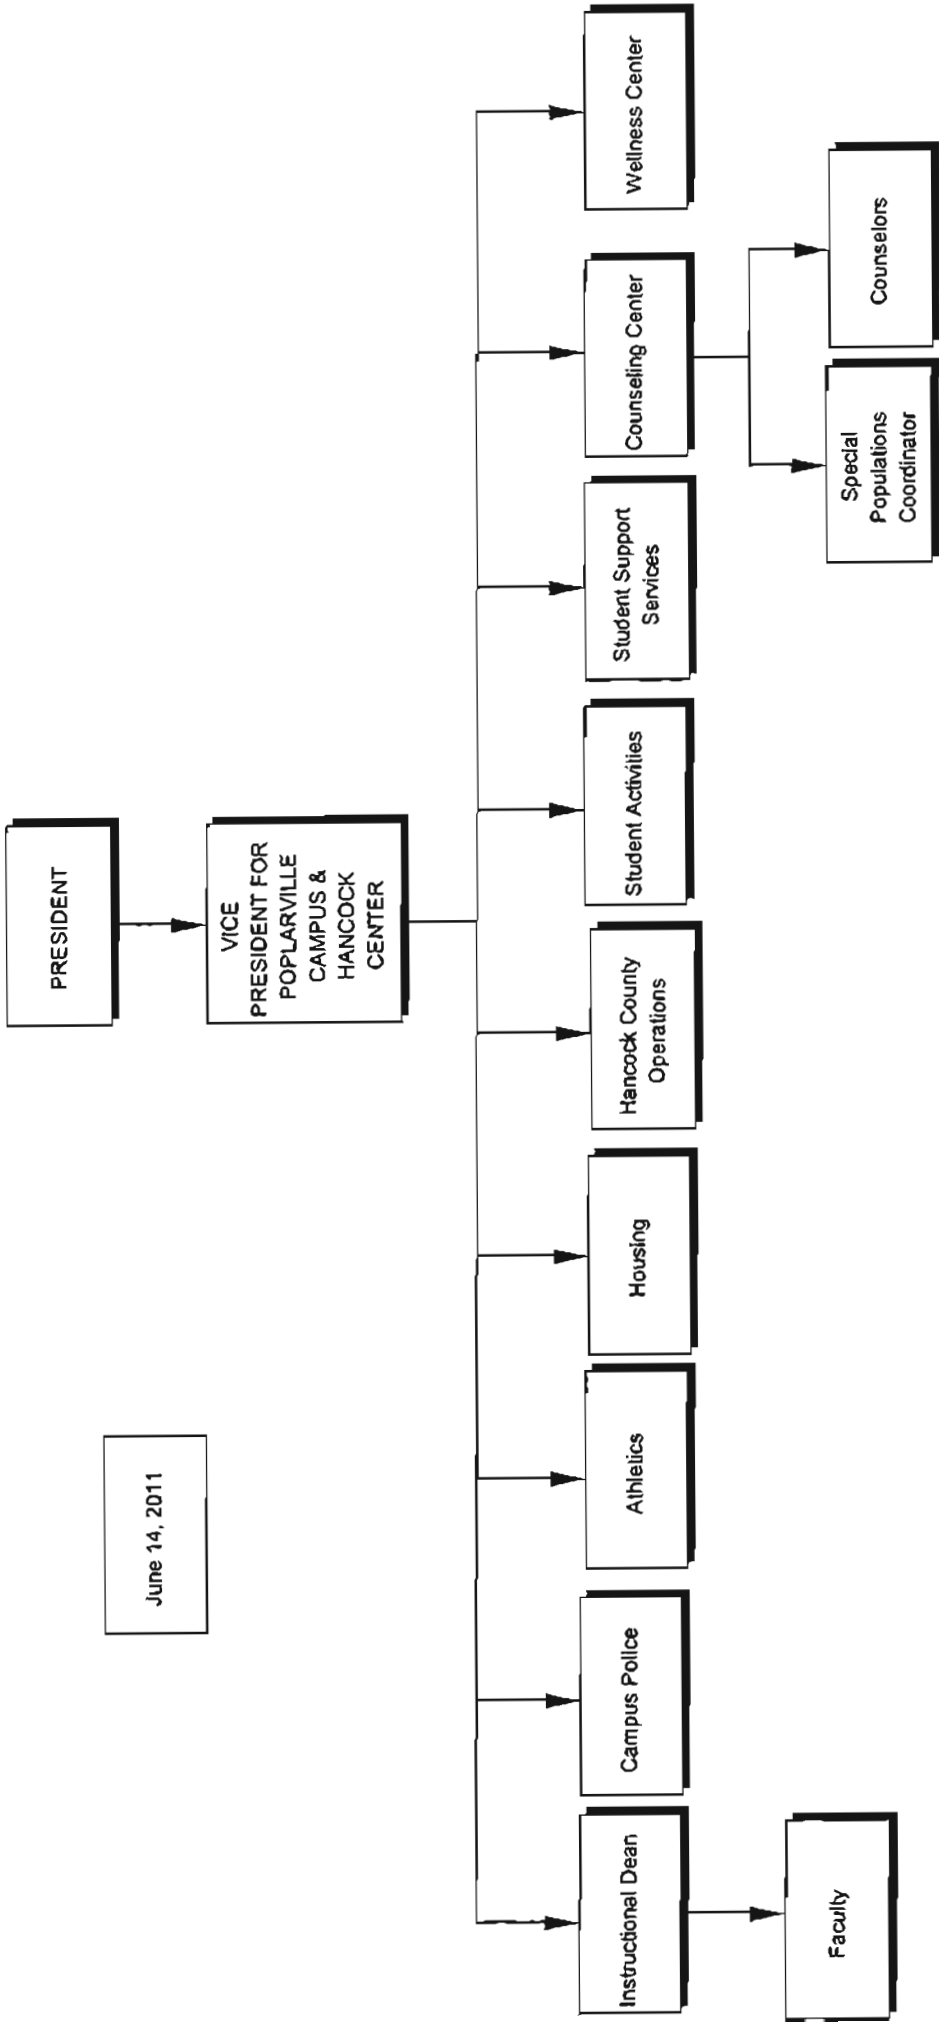 June 14, 2011
PRESIDENT
VICE
PRESIDENT FOR
POPLARVILLE
CAMPUS &
HANCOCK
CENTER
Instructional Dean
Campus Police
Athletics
Housing
Hancock County
Operations
Student Activities
Student Support
Services
Counseling Center
Wellness Center
Faculty
Special
Populations
Coordinator
Counselors